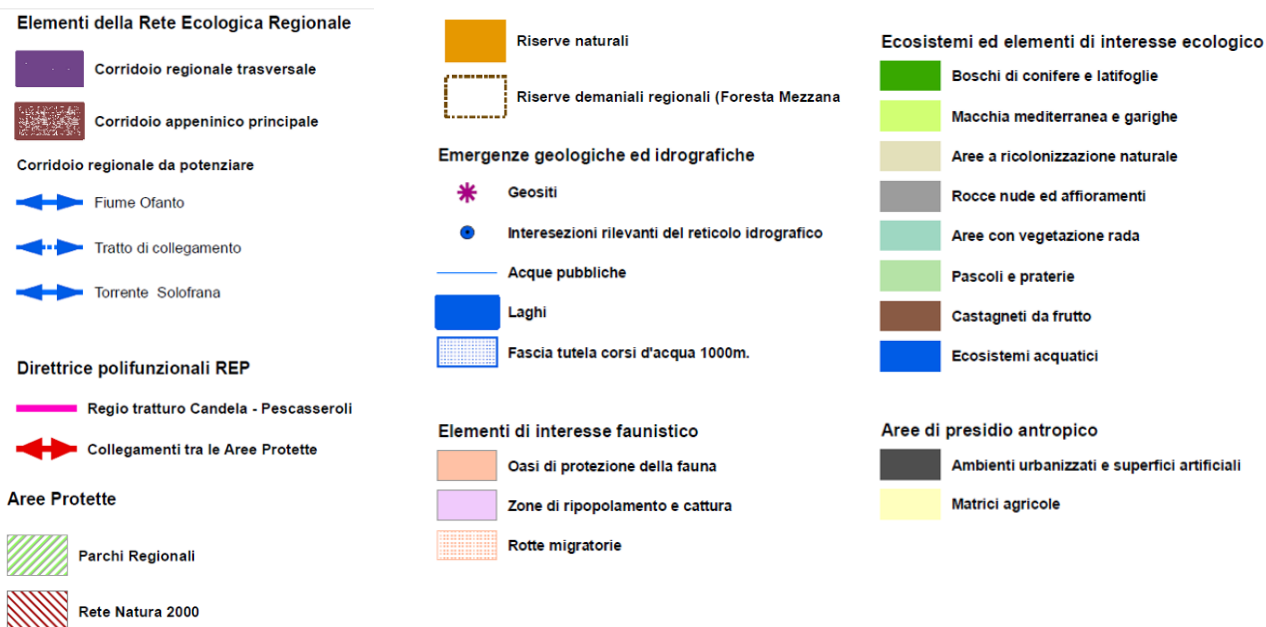 Elementi della Rete Ecologica Regionale
Corridoio regionale trasversale
Corridoio appeninico principale
Corridoio regionale da potenziare
Fiume Ofanto
Tratto di collegamento
Torrente Solofrana
Direttrice polifunzionali REP
Regio tratturo Candela - Pescasseroli
Collegamenti tra le Aree Protette
Aree Protette
Parchi Regionali
Rete Natura 2000
Riserve naturali
Riserve demaniali regionali (Foresta Mezzana
Emergenze geologiche ed idrografiche
Geositi
Interesezioni rilevanti del reticolo idrografico
Acque pubbliche
Laghi
Fascia tutela corsi d'acqua 1000m.
Elementi di interesse faunistico
Oasi di protezione della fauna
Zone di ripopolamento e cattura
Rotte migratorie
Ecosistemi ed elementi di interesse ecologico
Boschi di conifere e latifoglie
Macchia mediterranea e garighe
Aree a ricolonizzazione naturale
Rocce nude ed affioramenti
Aree con vegetazione rada
Pascoli e praterie
Castagneti da frutto
Ecosistemi acquatici
Aree di presidio antropico
Ambienti urbanizzati e superfici artificiali
Matrici agricole